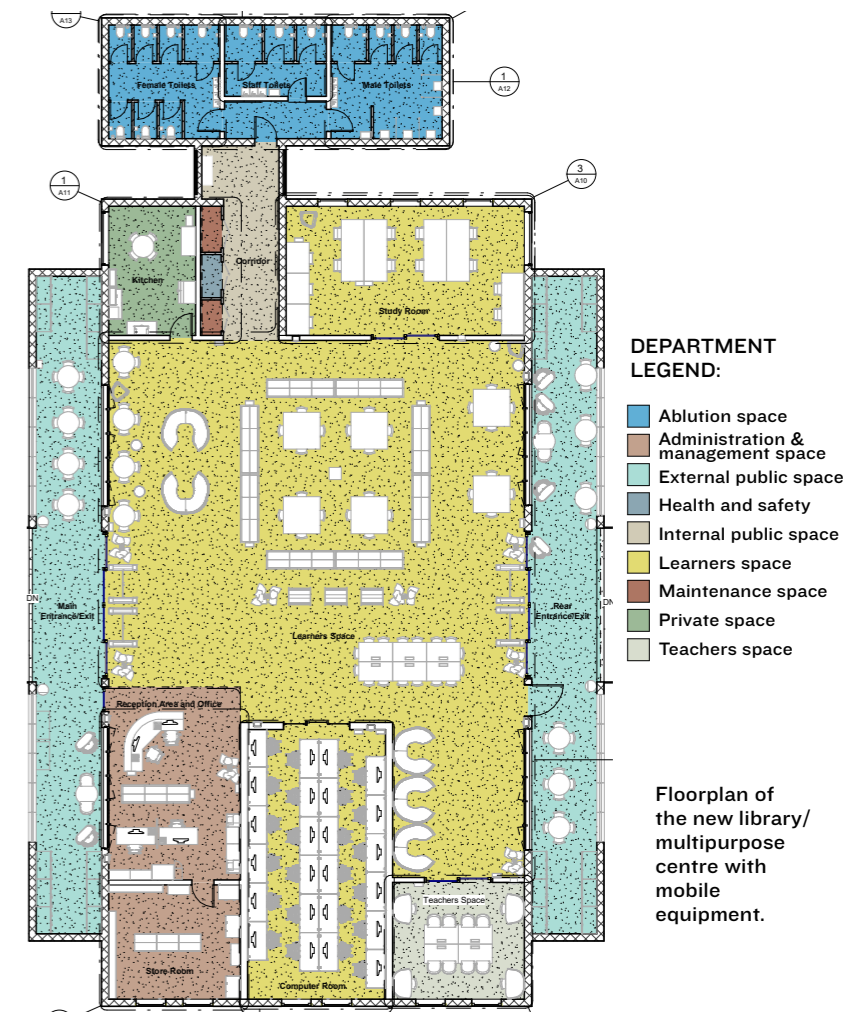 A13
Female Toilets
Staff Toilets
Male Toilets
1
A12
1
A11
3
A10
Kitchen
Corridor
Study Room
DN
Main
Entrance/Exit
Learners Space
Rear
Entrance/Exit
DN
Reception Area and Office
Store Room
Computer Room
Teachers Space
DEPARTMENT
LEGEND:
Ablution space
Administration &
management space
External public space
Health and safety
Internal public space
Learners space
Maintenance space
Private space
Teachers space
Floorplan of
the new library/
multipurpose
centre with
mobile
equipment.